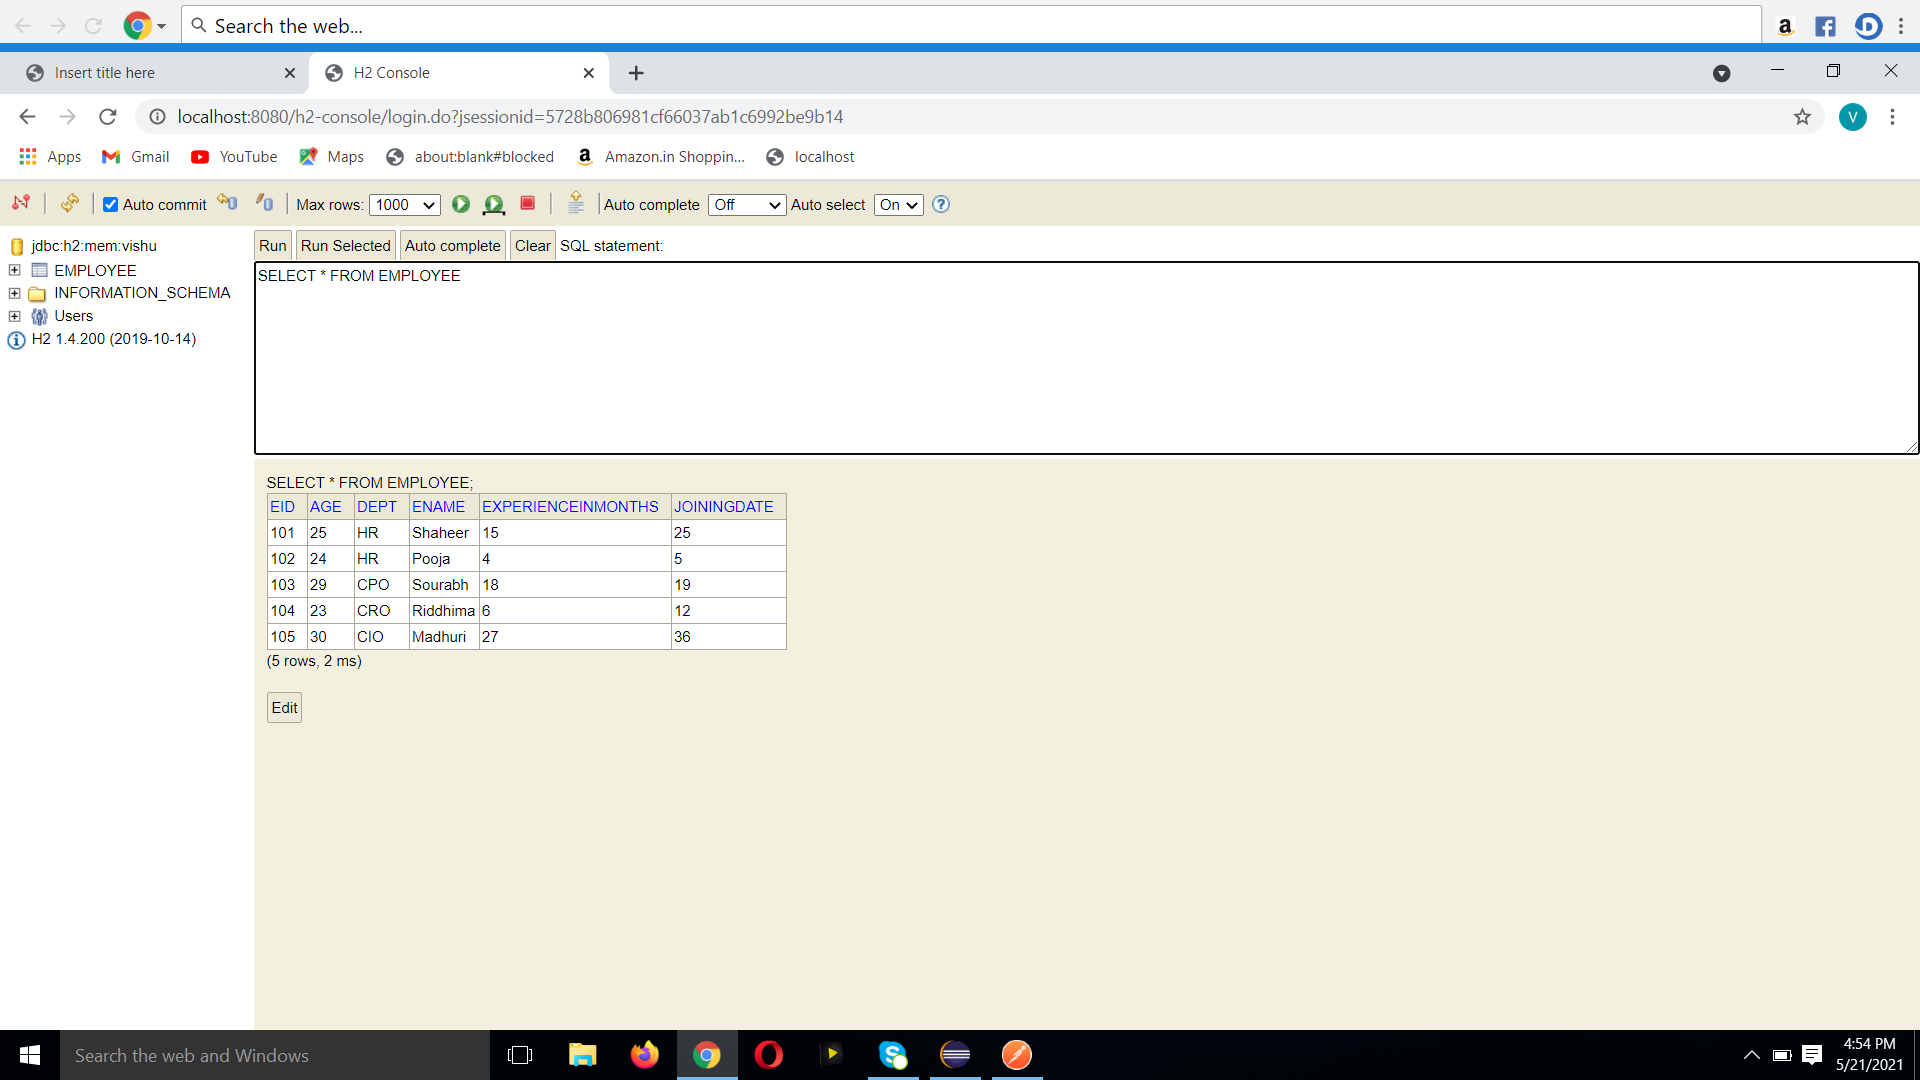 Search the web...
Insert title here
H2 Console
localhost:8080/h2-console/login.do?jsessionid=5728b806981cf66037ab1c6992be9b14
V
Apps Gmail YouTube Maps about:blank#blocked Amazon.in Shoppin... localhost
Auto commit Max rows: 1000 Auto complete Off Auto select On
jdbc:h2:mem:vishu
EMPLOYEE
INFORMATION_SCHEMA
Users
H2 1.4.200 (2019-10-14)
Run Run Selected Auto complete Clear SQL statement:
SELECT * FROM EMPLOYEE
SELECT * FROM EMPLOYEE;
EID AGE DEPT ENAME EXPERIENCEINMONTHS JOININGDATE
101 25 HR Shaheer 15 25
102 24 HR Pooja 4 5
103 29 CPO Sourabh 18 19
104 23 CRO Riddhima 6 12
105 30 CIO Madhuri 27 36
(5 rows, 2 ms)
Edit
Search the web and Windows
4:54 PM
5/21/2021